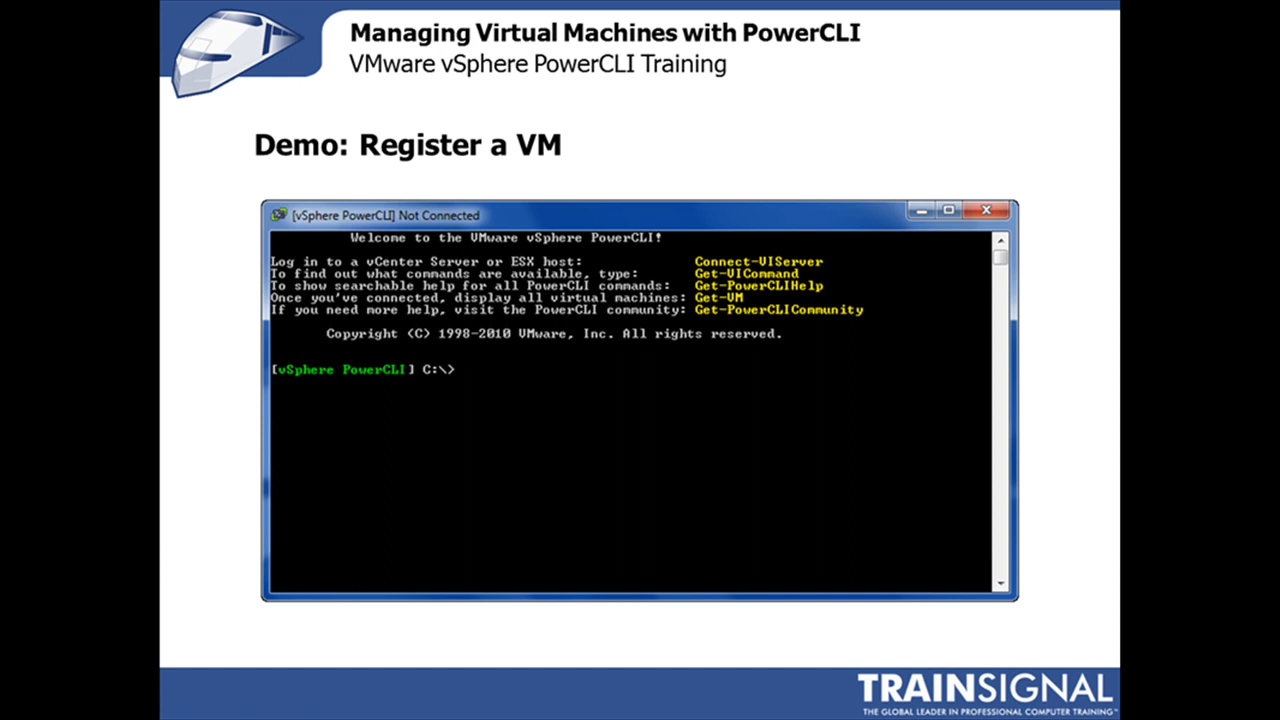 Managing Virtual Machines with PowerCLI
VMware vSphere PowerCLI Training
Demo: Register a VM
[vSphere PowerCLI] Not Connected
Welcome to the VMware vSphere PowerCLI!
Log in to a vCenter Server or ESX host: Connect-VIServer
To find out what commands are available, type: Get-VICommand
To show searchable help for all PowerCLI commands: Get-PowerCLIHelp
Once you've connected, display all virtual machines: Get-VM
If you need more help, visit the PowerCLI community: Get-PowerCLICommunity
Copyright (C) 1998-2010 VMware, Inc. All rights reserved.
[vSphere PowerCLI] C:\>
TRAINSIGNAL
THE GLOBAL LEADER IN PROFESSIONAL COMPUTER TRAINING™